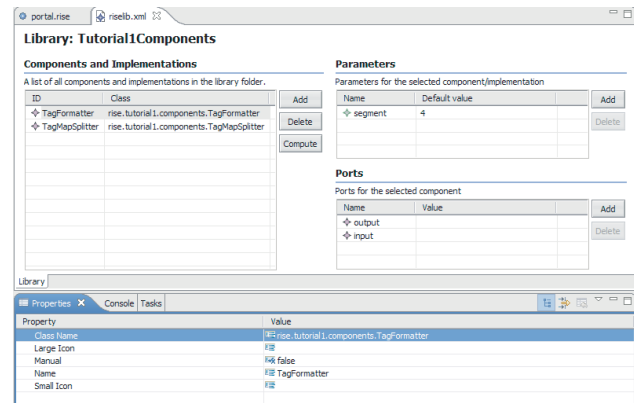 portal.rise riselib.xml
Library: Tutorial1Components
Components and Implementations
A list of all components and implementations in the library folder.
ID Class
TagFormatter rise.tutorial1.components.TagFormatter
TagMapSplitter rise.tutorial1.components.TagMapSplitter
Add
Delete
Compute
Parameters
Parameters for the selected component/implementation
Name Default value
segment 4
Add
Delete
Ports
Ports for the selected component
Name Value
output
input
Add
Delete
Library
Properties Console Tasks
Property Value
Class Name rise.tutorial1.components.TagFormatter
Large Icon
Manual false
Name TagFormatter
Small Icon